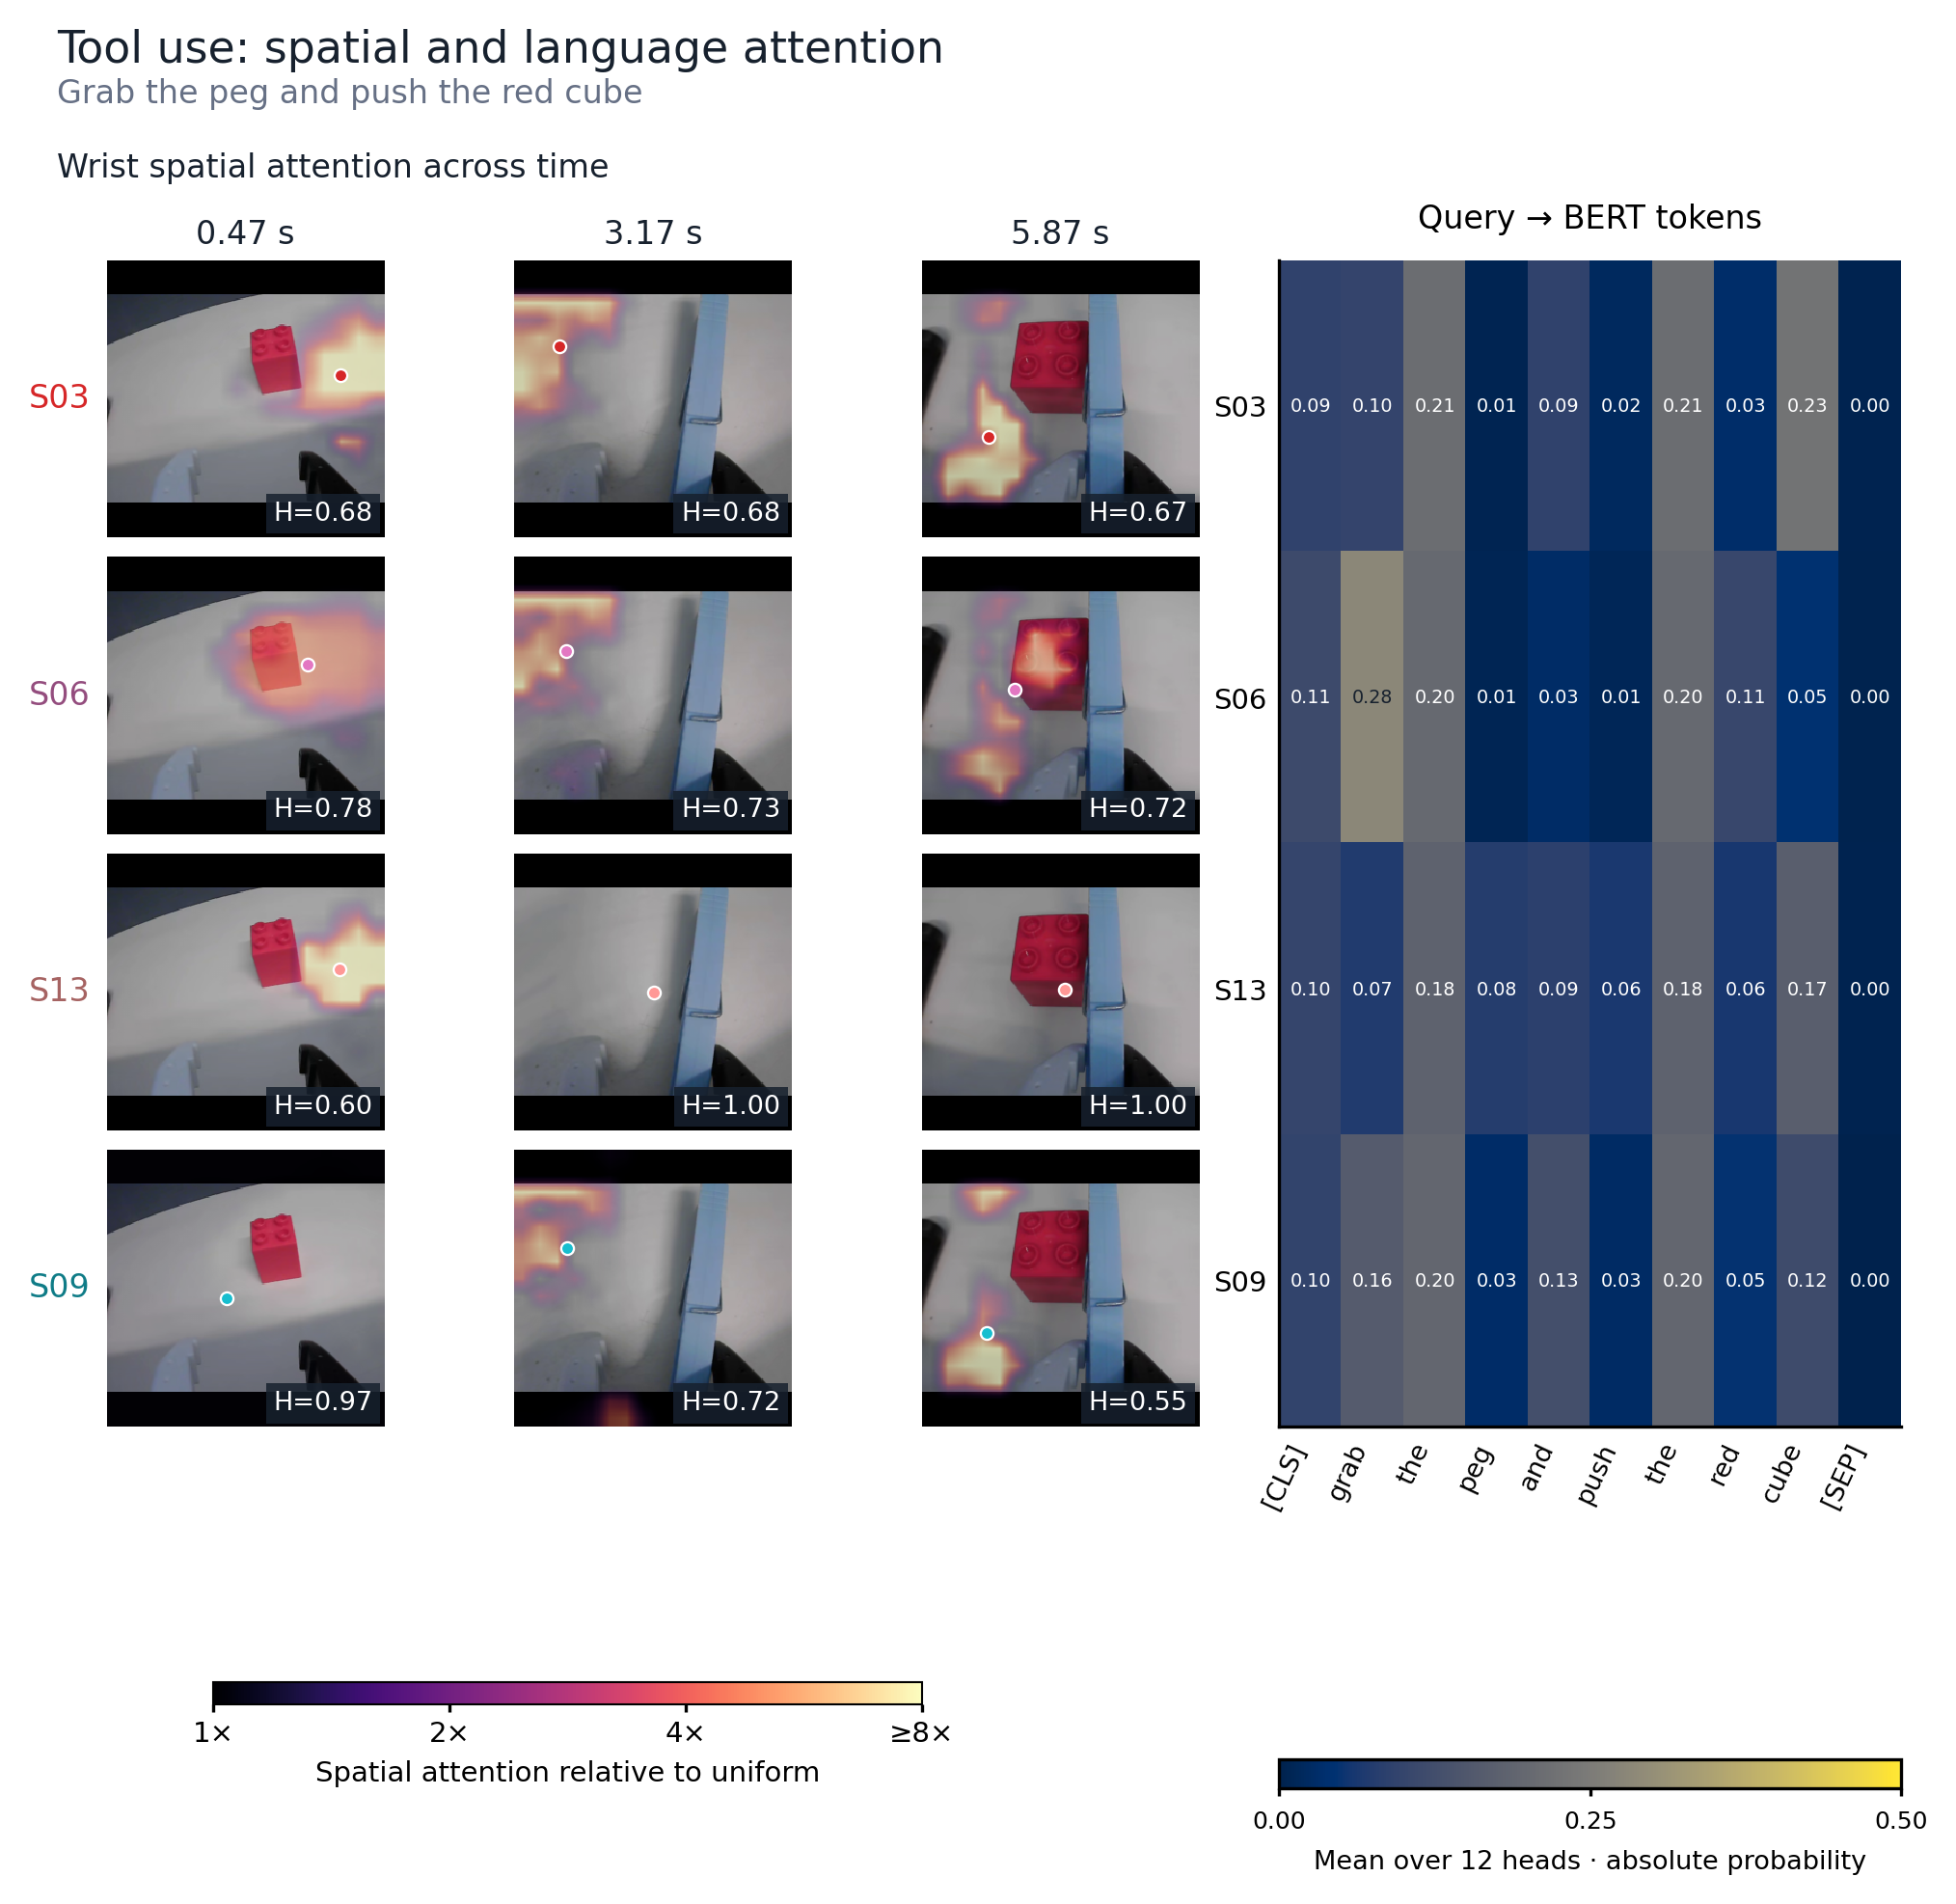 Tool use: spatial and language attention
Grab the peg and push the red cube
Wrist spatial attention across time
0.47 s 3.17 s 5.87 s
Query → BERT tokens
S03
H=0.68 H=0.68 H=0.67
S03 0.09 0.10 0.21 0.01 0.09 0.02 0.21 0.03 0.23 0.00
S06
H=0.78 H=0.73 H=0.72
S06 0.11 0.28 0.20 0.01 0.03 0.01 0.20 0.11 0.05 0.00
S13
H=0.60 H=1.00 H=1.00
S13 0.10 0.07 0.18 0.08 0.09 0.06 0.18 0.06 0.17 0.00
S09
H=0.97 H=0.72 H=0.55
S09 0.10 0.16 0.20 0.03 0.13 0.03 0.20 0.05 0.12 0.00
[CLS] grab the peg and push the red cube [SEP]
1× 2× 4× ≥8×
Spatial attention relative to uniform
0.00 0.25 0.50
Mean over 12 heads · absolute probability